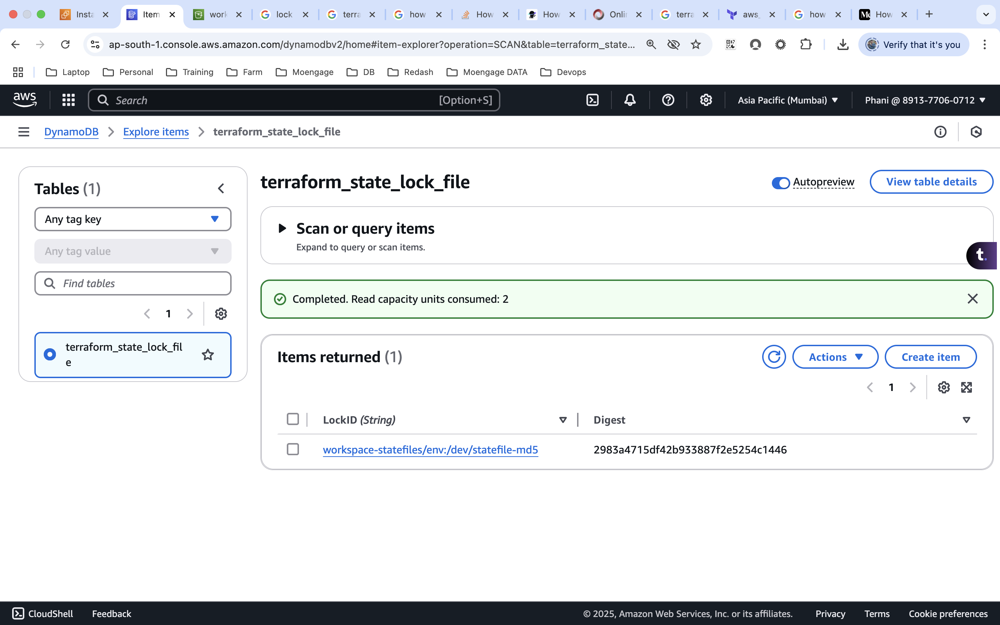 Insta
Item
work
lock
terra
how
How
How
Onlin
terra
aws_
how
How
ap-south-1.console.aws.amazon.com/dynamodbv2/home#item-explorer?operation=SCAN&table=terraform_state...
Verify that it's you
Laptop
Personal
Training
Farm
Moengage
DB
Redash
Moengage DATA
Devops
aws
Search
[Option+S]
Asia Pacific (Mumbai)
Phani @ 8913-7706-0712
DynamoDB
Explore items
terraform_state_lock_file
Tables (1)
Any tag key
Any tag value
Find tables
1
terraform_state_lock_fil
e
terraform_state_lock_file
Autopreview
View table details
Scan or query items
Expand to query or scan items.
t.
Completed. Read capacity units consumed: 2
Items returned (1)
Actions
Create item
1
LockID (String)
Digest
workspace-statefiles/env:/dev/statefile-md5
2983a4715df42b933887f2e5254c1446
CloudShell
Feedback
© 2025, Amazon Web Services, Inc. or its affiliates.
Privacy
Terms
Cookie preferences